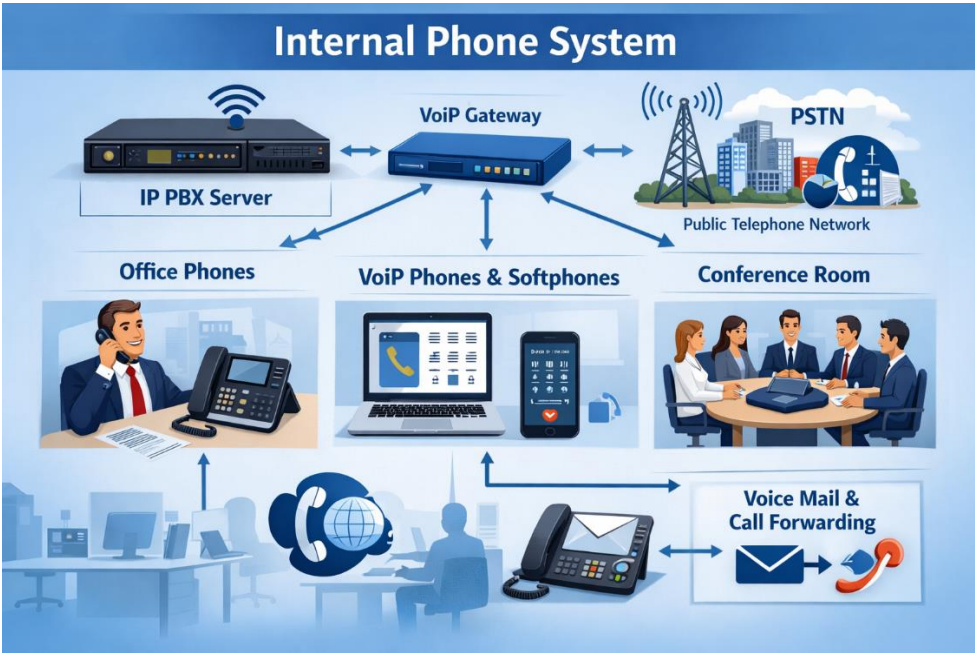 Internal Phone System
VoiP Gateway
PSTN
IP PBX Server
Public Telephone Network
Office Phones
VoiP Phones & Softphones
Conference Room
Voice Mail &
Call Forwarding